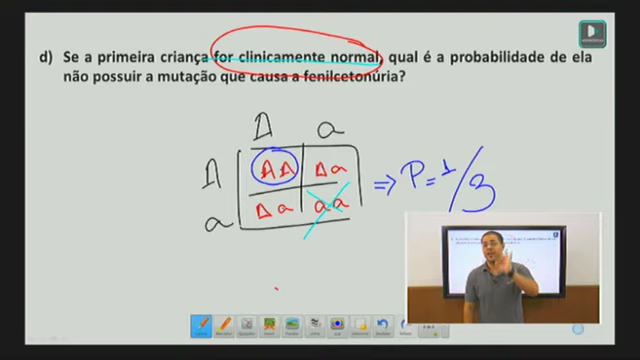 d) Se a primeira criança for clinicamente normal, qual é a probabilidade de ela
não possuir a mutação que causa a fenilcetonúria?
A a
A AA Aa ⇒ P=1/3
a Aa aa